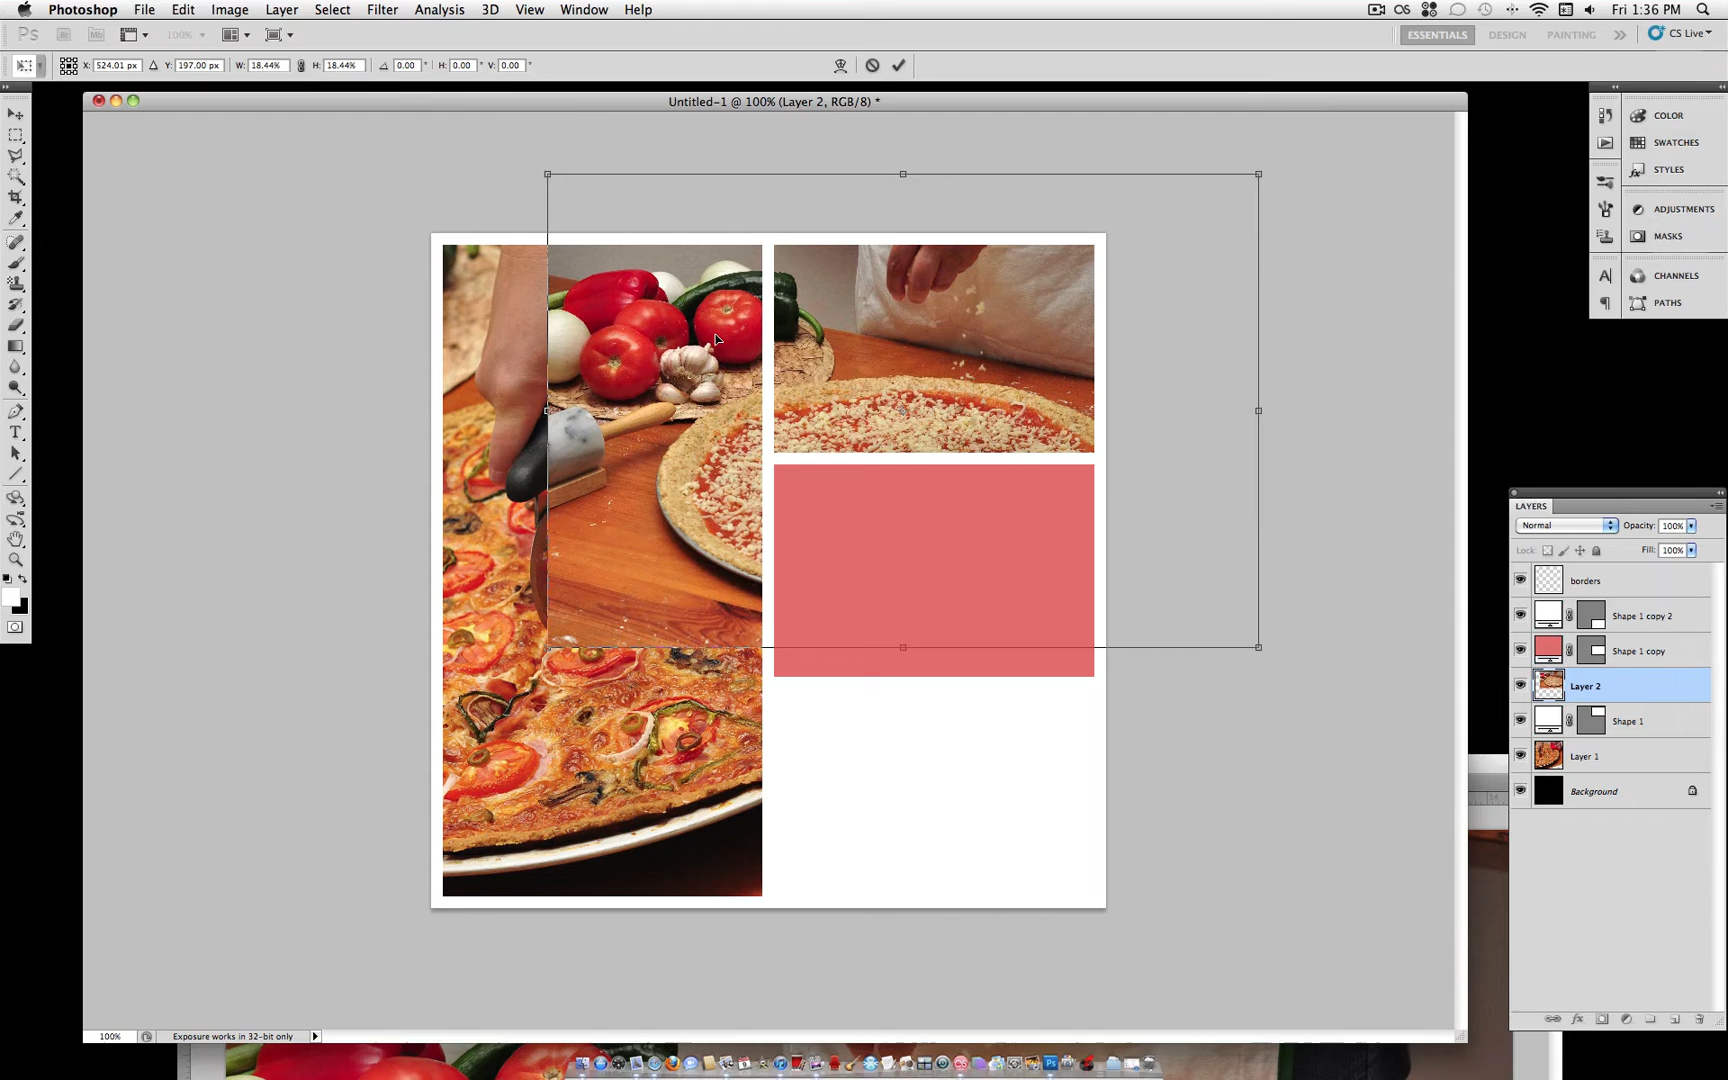 Photoshop File Edit Image Layer Select Filter Analysis 3D View Window Help
Fri 1:36 PM
Ps Br Mb 100% ESSENTIALS DESIGN PAINTING CS Live
X: 524.01 px Y: 197.00 px W: 18.44% H: 18.44% 0.00 ° H: 0.00 ° V: 0.00 °
Untitled-1 @ 100% (Layer 2, RGB/8) *
COLOR
SWATCHES
STYLES
ADJUSTMENTS
MASKS
CHANNELS
PATHS
LAYERS
Normal Opacity: 100%
Lock: Fill: 100%
borders
Shape 1 copy 2
Shape 1 copy
Layer 2
Shape 1
Layer 1
Background
100% Exposure works in 32-bit only